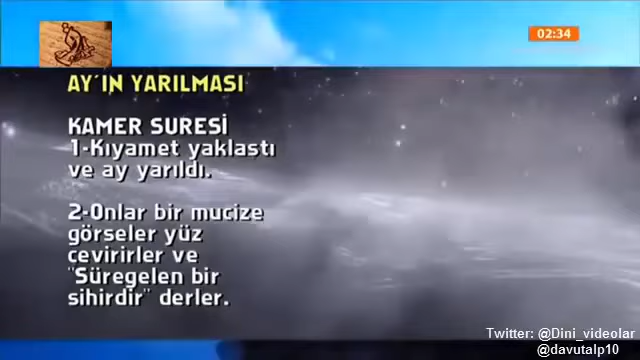 02:34
AY'IN YARILMASI
KAMER SURESİ
1-Kıyamet yaklastı
ve ay yarıldı.
2-Onlar bir mucize
görseler yüz
çevirirler ve
"Süregelen bir
sihirdir" derler.
Twitter: @Dini_videolar
@davutalp10